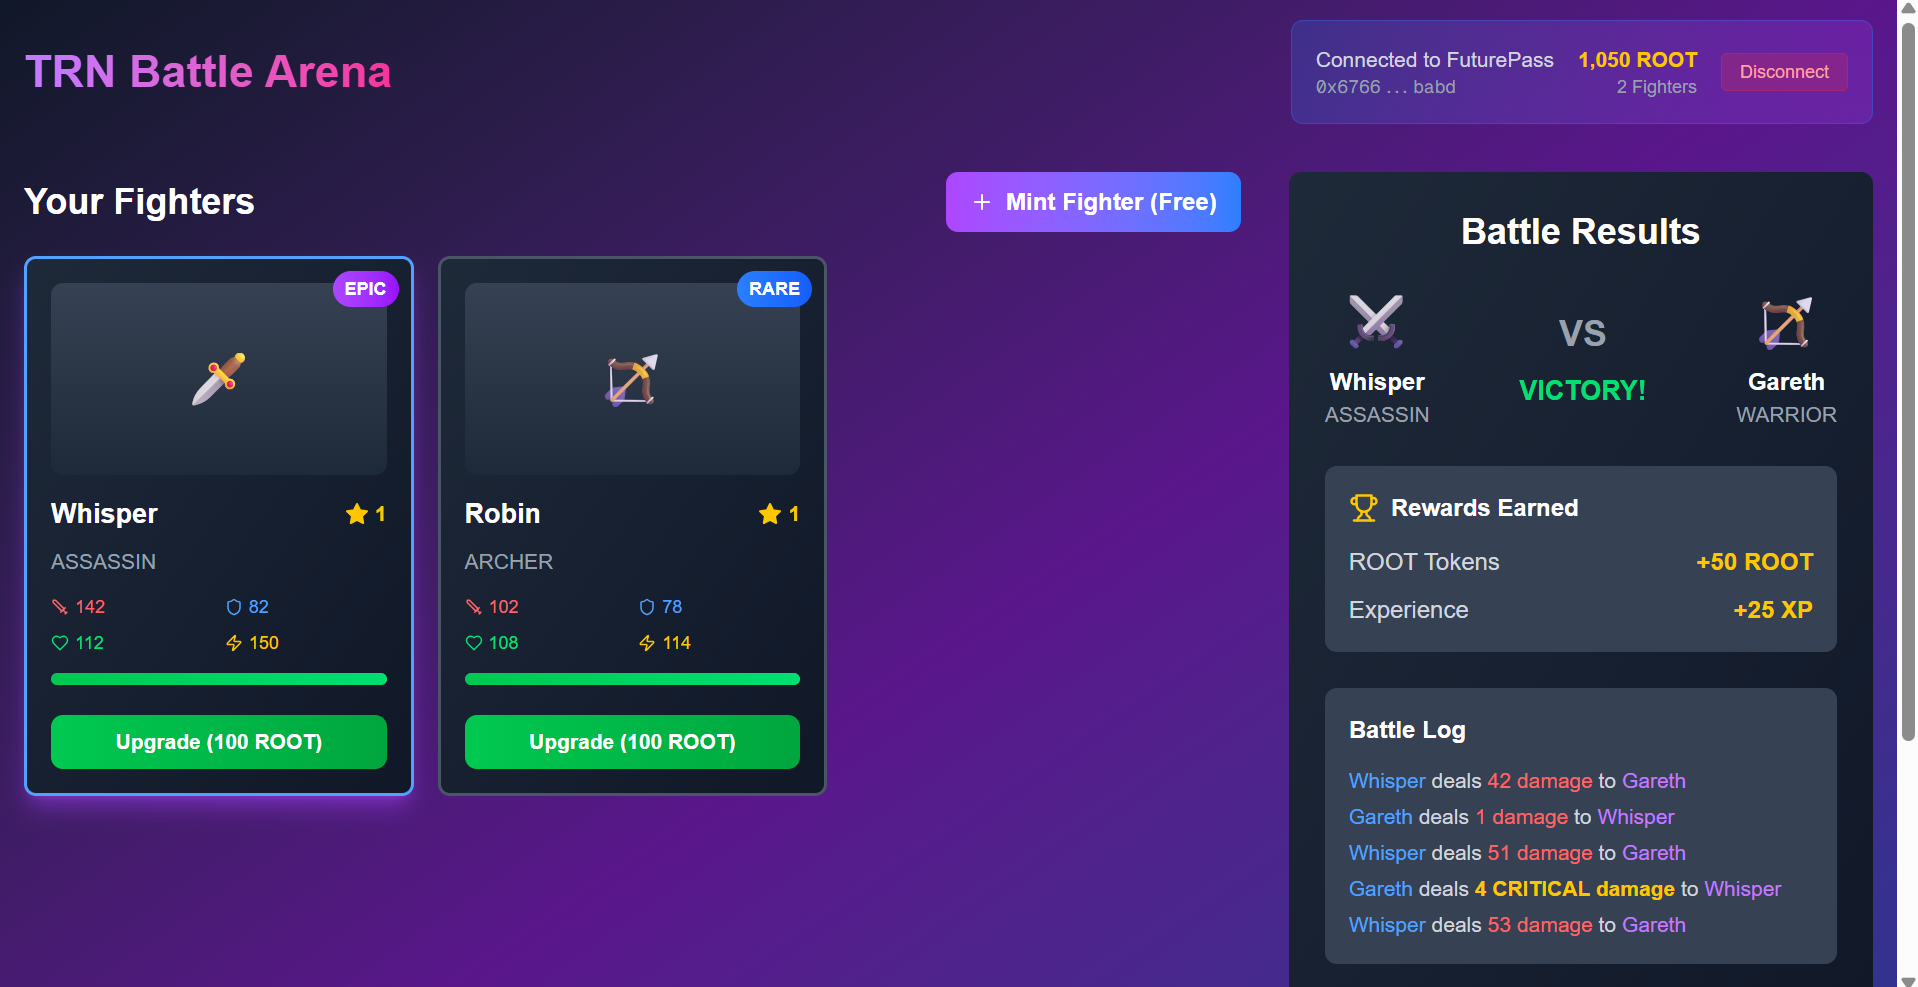 TRN Battle Arena
Connected to FuturePass
0x6766 ... babd
1,050 ROOT
2 Fighters
Disconnect
Your Fighters
+ Mint Fighter (Free)
EPIC
Whisper
1
ASSASSIN
142
82
112
150
Upgrade (100 ROOT)
RARE
Robin
1
ARCHER
102
78
108
114
Upgrade (100 ROOT)
Battle Results
Whisper
ASSASSIN
VS
VICTORY!
Gareth
WARRIOR
Rewards Earned
ROOT Tokens +50 ROOT
Experience +25 XP
Battle Log
Whisper deals 42 damage to Gareth
Gareth deals 1 damage to Whisper
Whisper deals 51 damage to Gareth
Gareth deals 4 CRITICAL damage to Whisper
Whisper deals 53 damage to Gareth